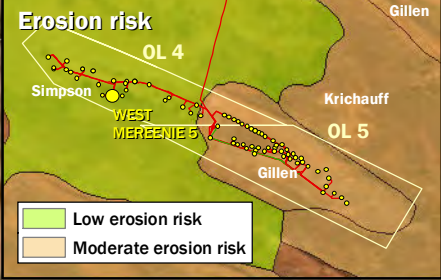 Gillen
Erosion risk
OL 4
Simpson
Krichauff
WEST
MEREENIE 5
OL 5
Gillen
Low erosion risk
Moderate erosion risk